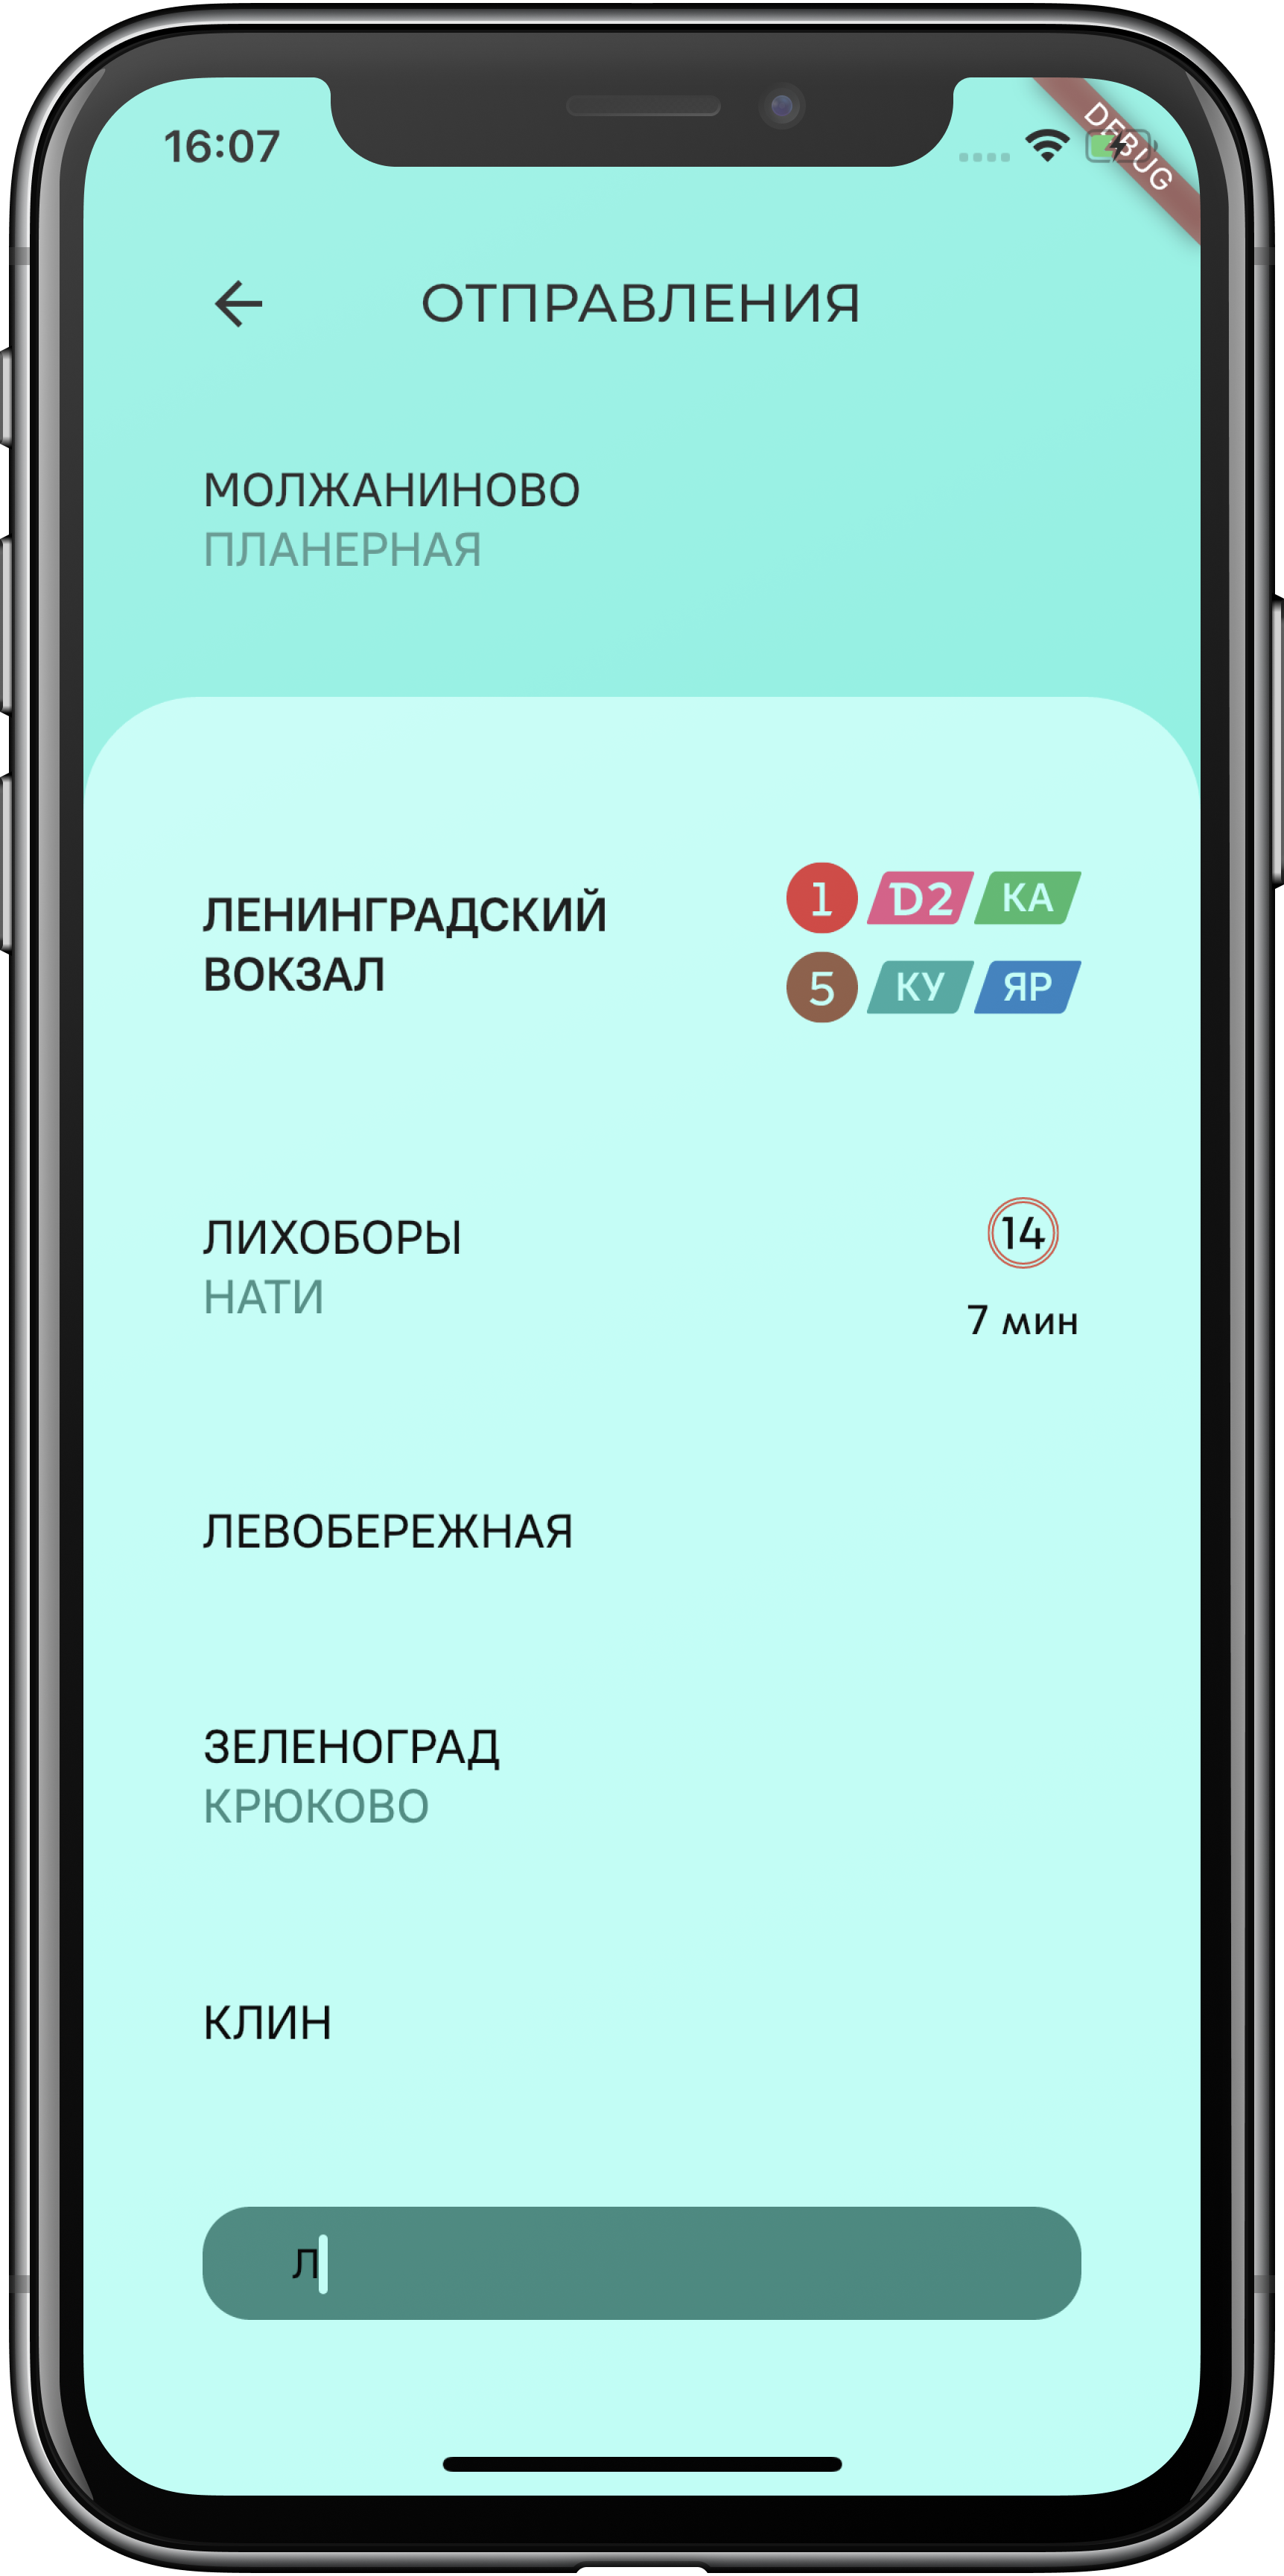 16:07
DEBUG
ОТПРАВЛЕНИЯ
МОЛЖАНИНОВО
ПЛАНЕРНАЯ
ЛЕНИНГРАДСКИЙ
ВОКЗАЛ
1 D2 КА
5 КУ ЯР
ЛИХОБОРЫ
НАТИ
14
7 мин
ЛЕВОБЕРЕЖНАЯ
ЗЕЛЕНОГРАД
КРЮКОВО
КЛИН
Л